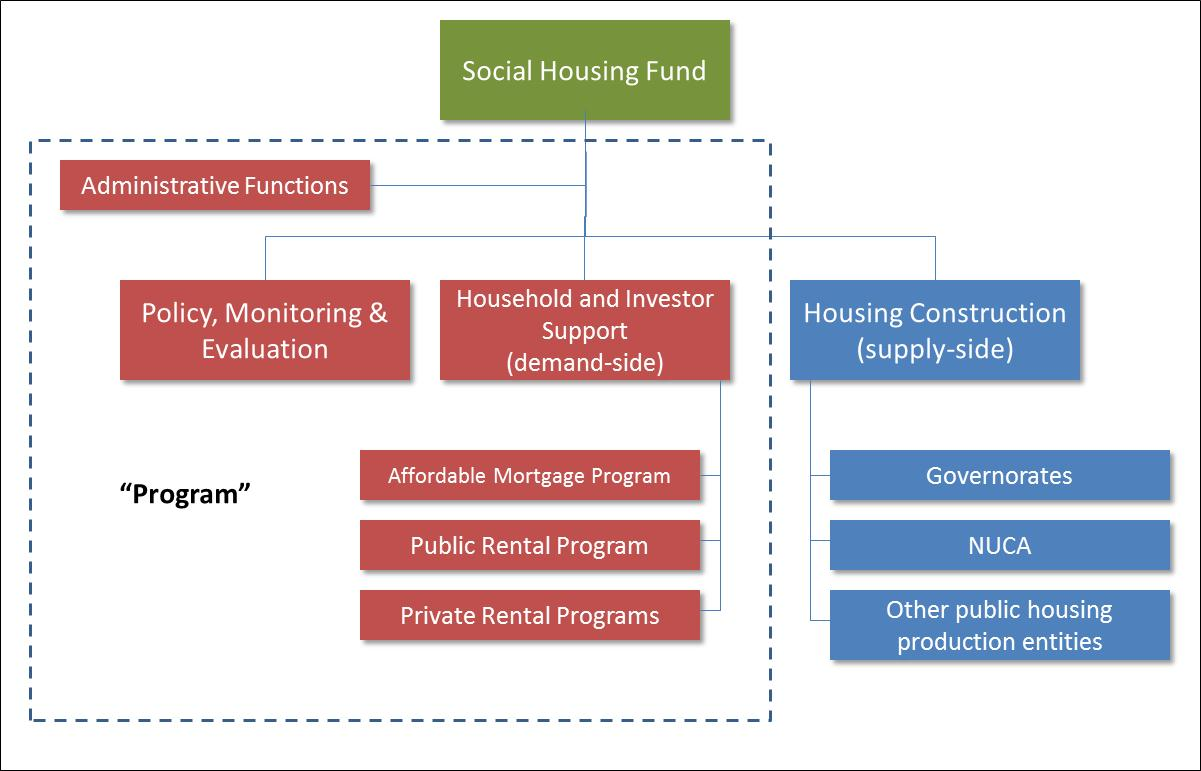 Social Housing Fund
Administrative Functions
Policy, Monitoring &
Evaluation
Household and Investor
Support
(demand-side)
Housing Construction
(supply-side)
“Program”
Affordable Mortgage Program
Public Rental Program
Private Rental Programs
Governorates
NUCA
Other public housing
production entities